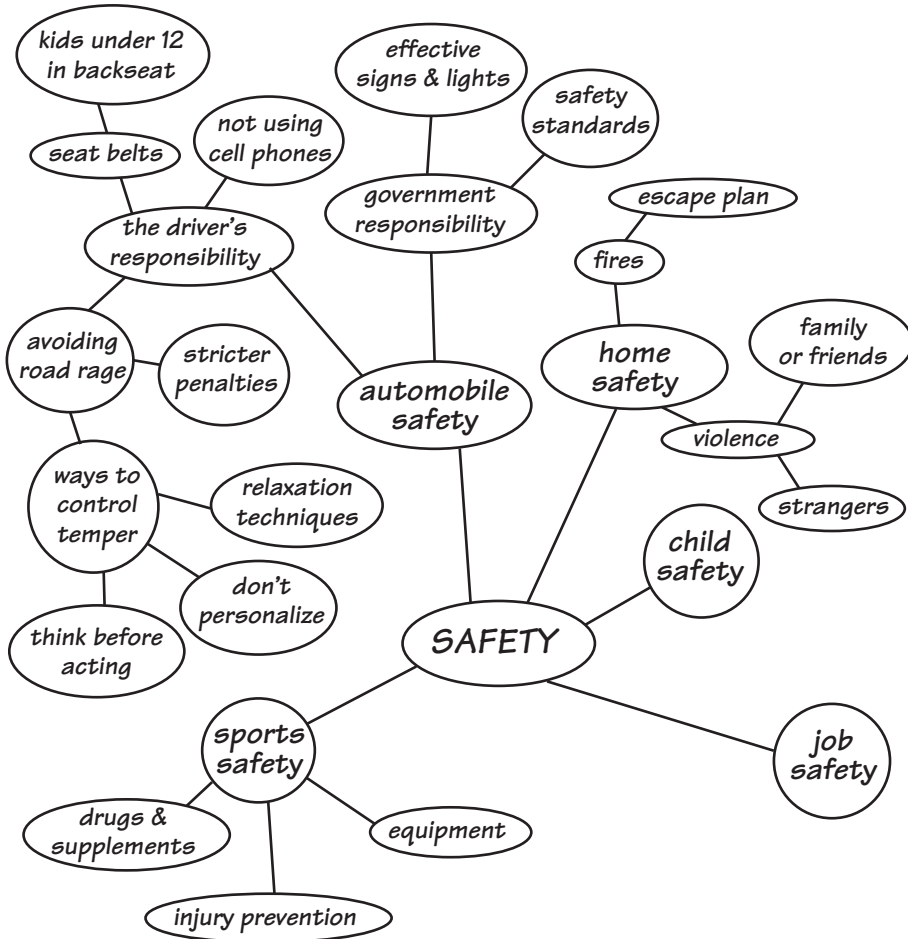 kids under 12
in backseat
effective
signs & lights
safety
standards
not using
cell phones
seat belts
government
responsibility
escape plan
the driver's
responsibility
fires
avoiding
road rage
stricter
penalties
automobile
safety
home
safety
family
or friends
violence
ways to
control
temper
relaxation
techniques
strangers
child
safety
don't
personalize
think before
acting
SAFETY
sports
safety
job
safety
drugs &
supplements
equipment
injury prevention